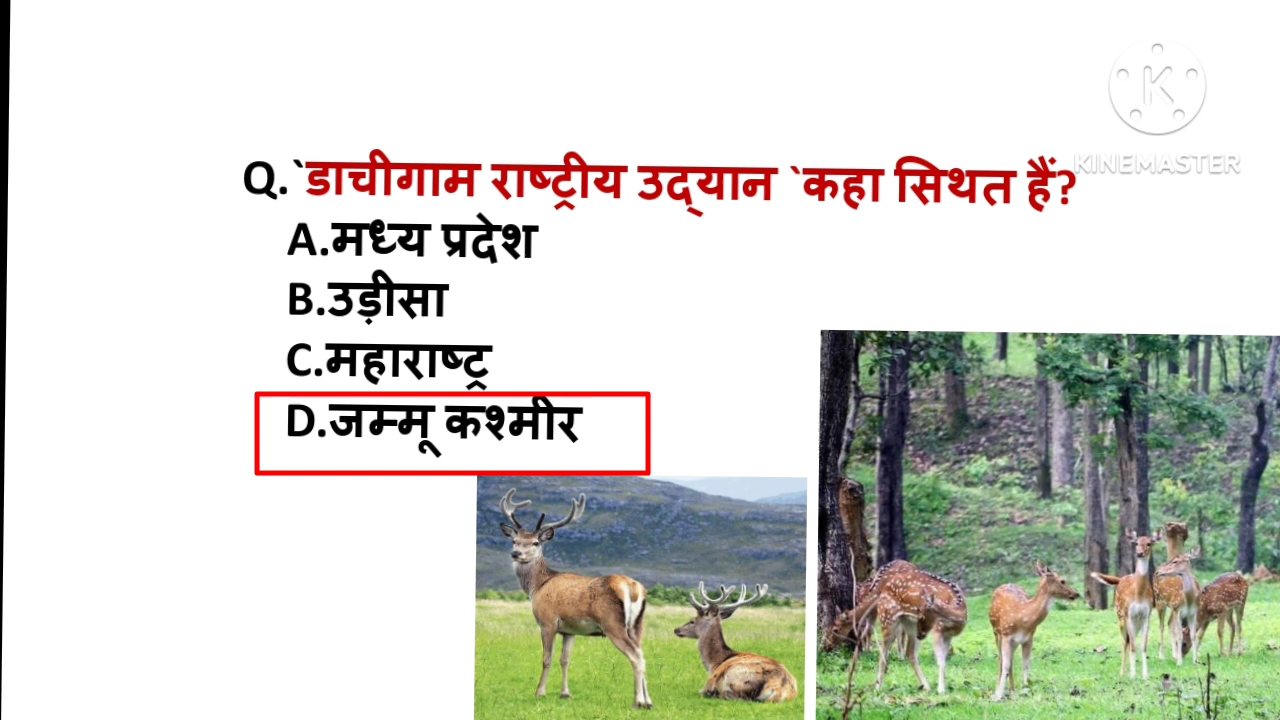 Q.`डाचीगाम राष्ट्रीय उद्यान `कहा सिथत हैं?
A.मध्य प्रदेश
B.उड़ीसा
C.महाराष्ट्र
D.जम्मू कश्मीर
K
KINEMASTER